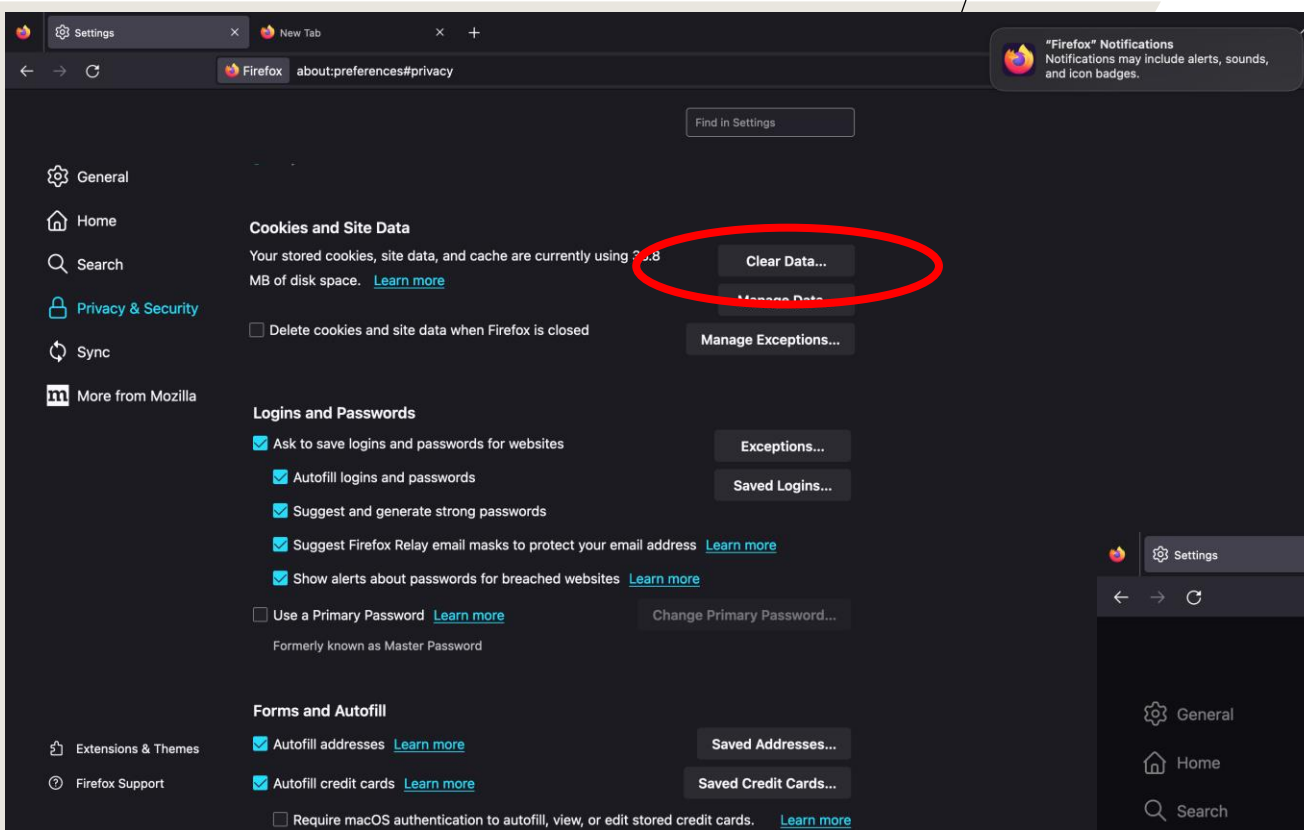 Settings
New Tab
"Firefox" Notifications
Notifications may include alerts, sounds,
and icon badges.
Firefox about:preferences#privacy
Find in Settings
General
Home
Search
Privacy & Security
Sync
More from Mozilla
Extensions & Themes
Firefox Support
Cookies and Site Data
Your stored cookies, site data, and cache are currently using
MB of disk space. Learn more
Clear Data...
Manage Data...
Delete cookies and site data when Firefox is closed
Manage Exceptions...
Logins and Passwords
Ask to save logins and passwords for websites
Exceptions...
Autofill logins and passwords
Saved Logins...
Suggest and generate strong passwords
Suggest Firefox Relay email masks to protect your email address Learn more
Show alerts about passwords for breached websites Learn more
Use a Primary Password Learn more
Change Primary Password...
Formerly known as Master Password
Forms and Autofill
Autofill addresses Learn more
Saved Addresses...
Autofill credit cards Learn more
Saved Credit Cards...
Require macOS authentication to autofill, view, or edit stored credit cards. Learn more
Settings
General
Home
Search